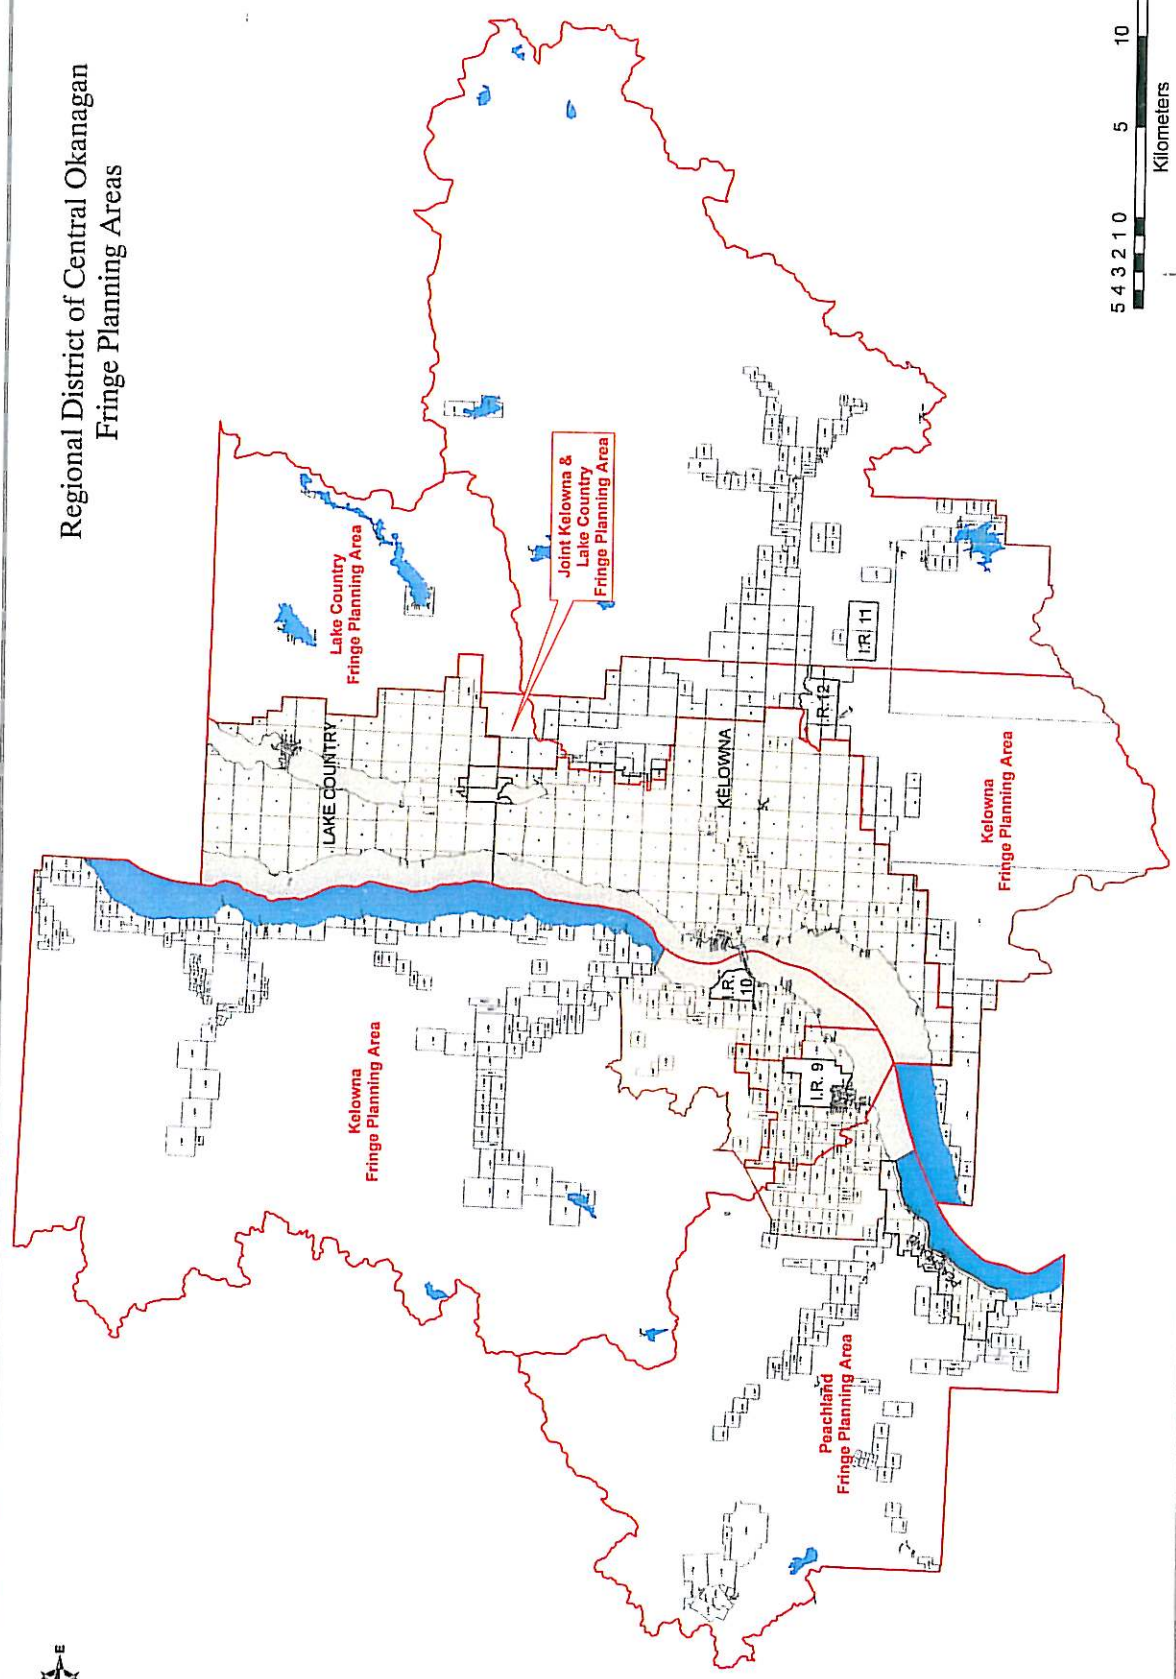 Regional District of Central Okanagan
Fringe Planning Areas
E
Lake Country
Fringe Planning Area
Joint Kelowna &
Lake Country
Fringe Planning Area
LAKE COUNTRY
Kelowna
Fringe Planning Area
KELOWNA
I.R. 11
I.R. 12
I.R.
10
I.R. 9
Kelowna
Fringe Planning Area
Peachland
Fringe Planning Area
5 4 3 2 1 0 5 10
Kilometers